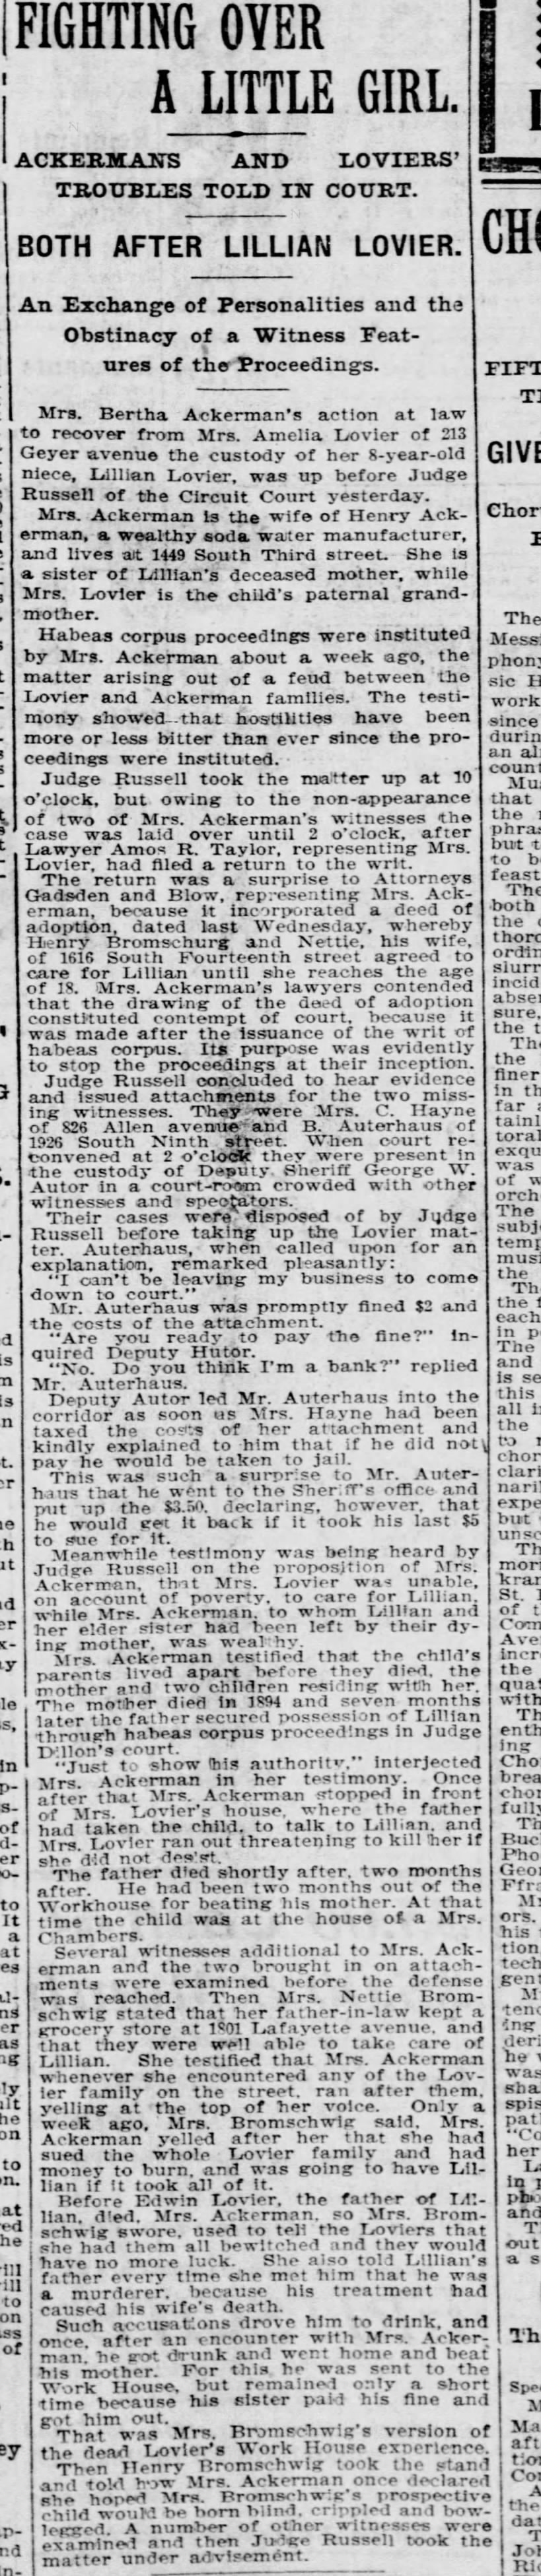 FIGHTING OVER
A LITTLE GIRL.
ACKERMANS AND LOVIERS'
TROUBLES TOLD IN COURT.
BOTH AFTER LILLIAN LOVIER.
An Exchange of Personalities and the
Obstinacy of a Witness Feat-
ures of the Proceedings.
Mrs. Bertha Ackerman's action at law
to recover from Mrs. Amelia Lovier of 213
Geyer avenue the custody of her 8-year-old
niece, Lillian Lovier, was up before Judge
Russell of the Circuit Court yesterday.
Mrs. Ackerman is the wife of Henry Ack-
erman, a wealthy soda water manufacturer,
and lives at 1449 South Third street. She is
a sister of Lillian's deceased mother, while
Mrs. Lovier is the child's paternal grand-
mother.
Habeas corpus proceedings were instituted
by Mrs. Ackerman about a week ago, the
matter arising out of a feud between the
Lovier and Ackerman families. The testi-
mony showed that hostilities have been
more or less bitter than ever since the pro-
ceedings were instituted.
Judge Russell took the matter up at 10
o'clock, but owing to the non-appearance
of two of Mrs. Ackerman's witnesses the
case was laid over until 2 o'clock, after
Lawyer Amos R. Taylor, representing Mrs.
Lovier, had filed a return to the writ.
The return was a surprise to Attorneys
Gadsden and Blow, representing Mrs. Ack-
erman, because it incorporated a deed of
adoption, dated last Wednesday, whereby
Henry Bromschurg and Nettie, his wife,
of 1616 South Fourteenth street agreed to
care for Lillian until she reaches the age
of 18. Mrs. Ackerman's lawyers contended
that the drawing of the deed of adoption
constituted contempt of court, because it
was made after the issuance of the writ of
habeas corpus. Its purpose was evidently
to stop the proceedings at their inception.
Judge Russell concluded to hear evidence
and issued attachments for the two miss-
ing witnesses. They were Mrs. C. Hayne
of 826 Allen avenue and B. Auterhaus of
1926 South Ninth street. When court re-
convened at 2 o'clock they were present in
the custody of Deputy Sheriff George W.
Autor in a court-room crowded with other
witnesses and spectators.
Their cases were disposed of by Judge
Russell before taking up the Lovier mat-
ter. Auterhaus, when called upon for an
explanation, remarked pleasantly:
"I can't be leaving my business to come
down to court."
Mr. Auterhaus was promptly fined $2 and
the costs of the attachment.
"Are you ready to pay the fine?" in-
quired Deputy Hutor.
"No. Do you think I'm a bank?" replied
Mr. Auterhaus.
Deputy Autor led Mr. Auterhaus into the
corridor as soon as Mrs. Hayne had been
taxed the costs of her attachment and
kindly explained to him that if he did not
pay he would be taken to jail.
This was such a surprise to Mr. Auter-
haus that he went to the Sheriff's office and
put up the $3.50, declaring, however, that
he would get it back if it took his last $5
to sue for it.
Meanwhile testimony was being heard by
Judge Russell on the proposition of Mrs.
Ackerman, that Mrs. Lovier was unable,
on account of poverty, to care for Lillian,
while Mrs. Ackerman, to whom Lillian and
her elder sister had been left by their dy-
ing mother, was wealthy.
Mrs. Ackerman testified that the child's
parents lived apart before they died, the
mother and two children residing with her.
The mother died in 1894 and seven months
later the father secured possession of Lillian
through habeas corpus proceedings in Judge
Dillon's court.
"Just to show his authority," interjected
Mrs. Ackerman in her testimony. Once
after that Mrs. Ackerman stopped in front
of Mrs. Lovier's house, where the father
had taken the child, to talk to Lillian, and
Mrs. Lovier ran out threatening to kill her if
she did not desist.
The father died shortly after, two months
after. He had been two months out of the
Workhouse for beating his mother. At that
time the child was at the house of a Mrs.
Chambers.
Several witnesses additional to Mrs. Ack-
erman and the two brought in on attach-
ments were examined before the defense
was reached. Then Mrs. Nettie Brom-
schwig stated that her father-in-law kept a
grocery store at 1801 Lafayette avenue, and
that they were well able to take care of
Lillian. She testified that Mrs. Ackerman
whenever she encountered any of the Lov-
ier family on the street, ran after them,
yelling at the top of her voice. Only a
week ago, Mrs. Bromschwig said, Mrs.
Ackerman yelled after her that she had
sued the whole Lovier family and had
money to burn, and was going to have Lil-
lian if it took all of it.
Before Edwin Lovier, the father of Lil-
lian, died, Mrs. Ackerman, so Mrs. Brom-
schwig swore, used to tell the Loviers that
she had them all bewitched and they would
have no more luck. She also told Lillian's
father every time she met him that he was
a murderer, because his treatment had
caused his wife's death.
Such accusations drove him to drink, and
once, after an encounter with Mrs. Acker-
man, he got drunk and went home and beat
his mother. For this he was sent to the
Work House, but remained only a short
time because his sister paid his fine and
got him out.
That was Mrs. Bromschwig's version of
the dead Lovier's Work House experience.
Then Henry Bromschwig took the stand
and told how Mrs. Ackerman once declared
she hoped Mrs. Bromschwig's prospective
child would be born blind, crippled and bow-
legged. A number of other witnesses were
examined and then Judge Russell took the
matter under advisement.